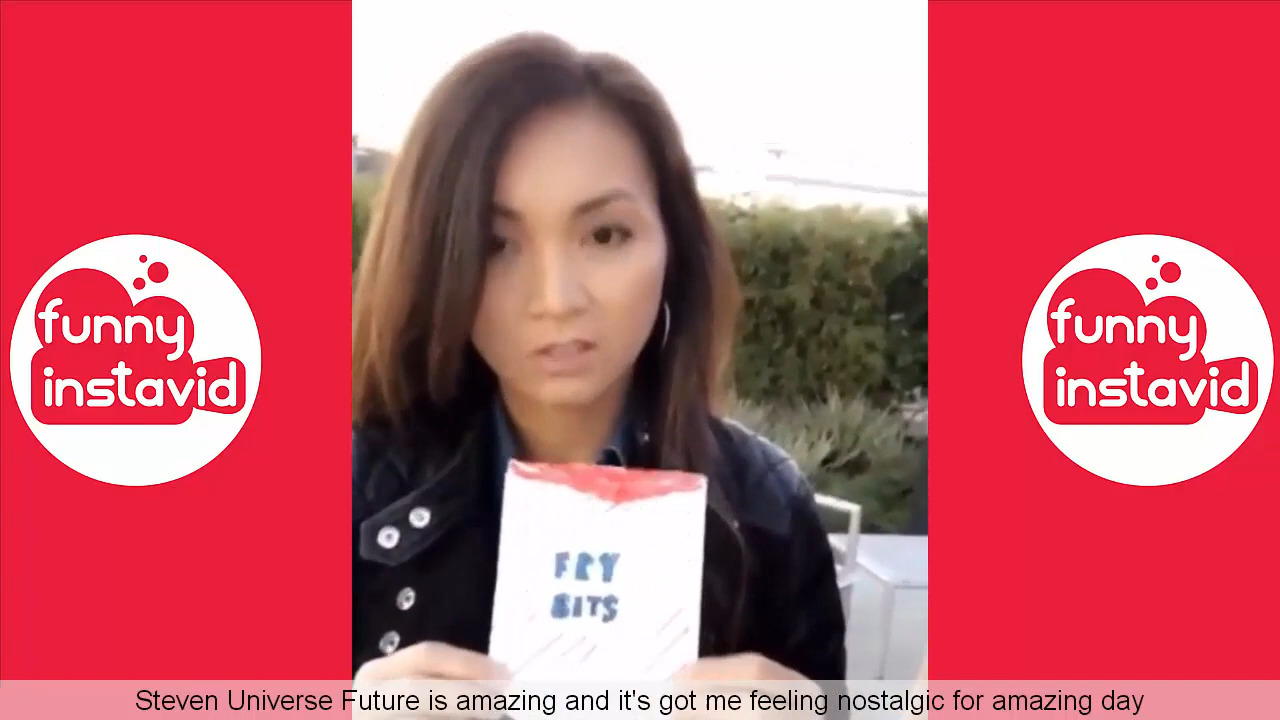 funny
instavid
FRY
BITS
funny
instavid
Steven Universe Future is amazing and it's got me feeling nostalgic for amazing day